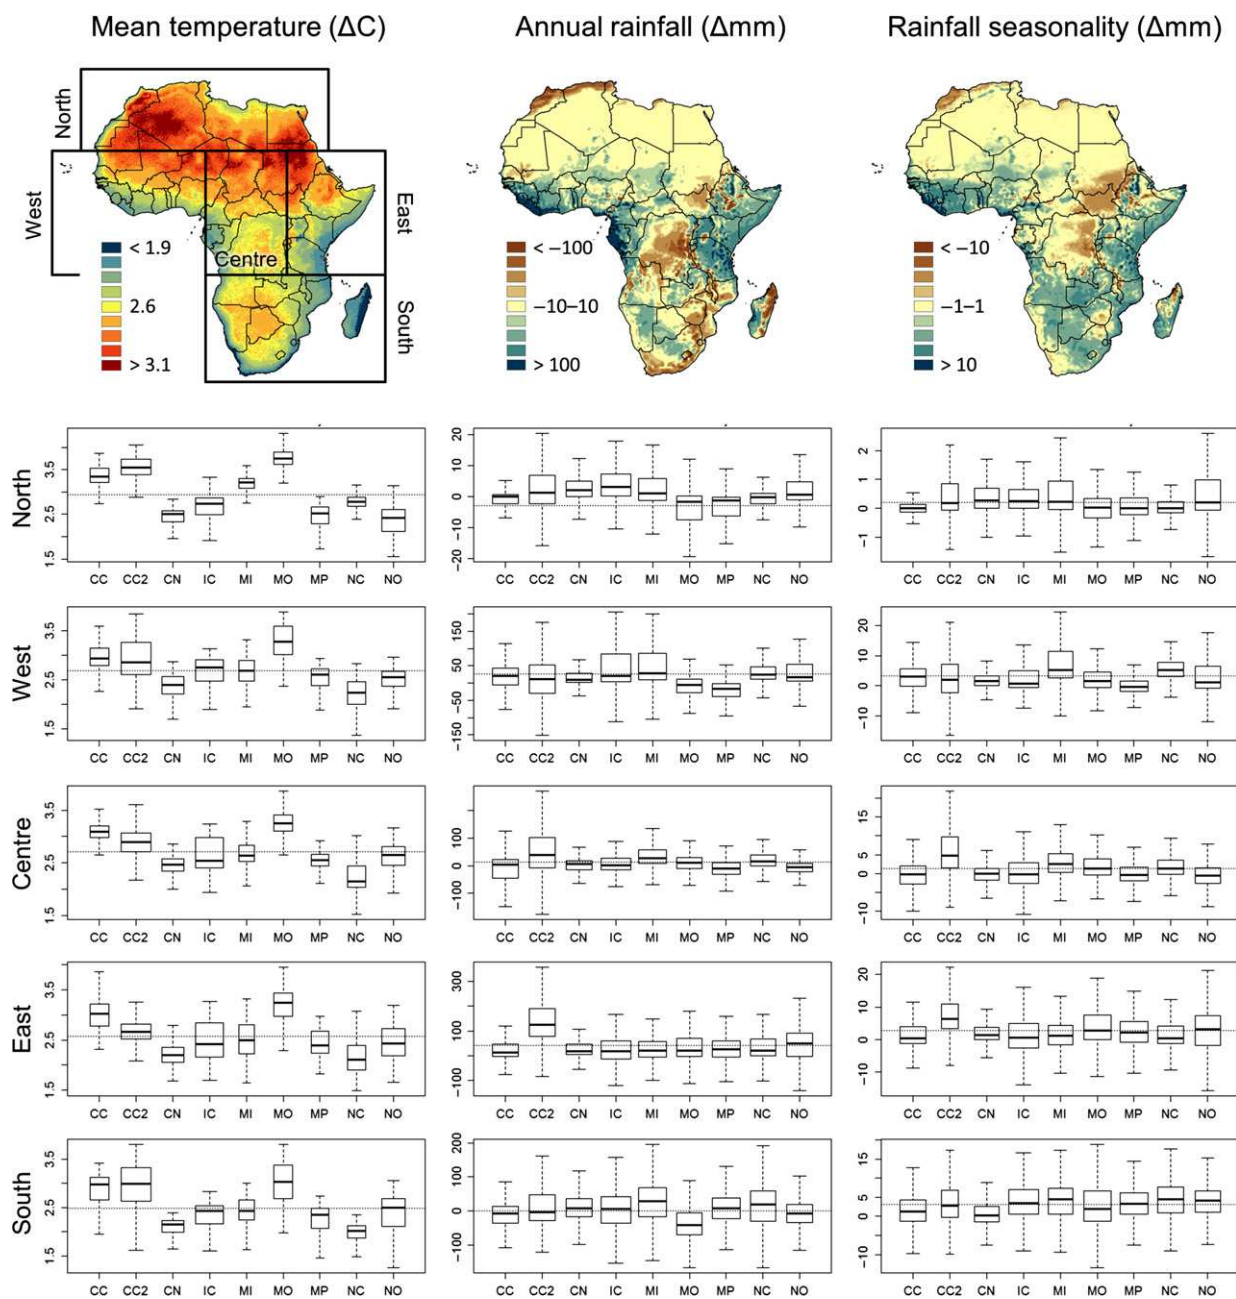 Mean temperature (ΔC) Annual rainfall (Δmm) Rainfall seasonality (Δmm)
North
West
East
Centre
South
< 1.9
2.6
> 3.1
< −100
−10–10
> 100
< −10
−1–1
> 10
North
3.5
2.5
1.5
CC CC2 CN IC MI MO MP NC NO
20
10
0
−10
−20
CC CC2 CN IC MI MO MP NC NO
2
1
0
−1
CC CC2 CN IC MI MO MP NC NO
West
3.5
2.5
1.5
CC CC2 CN IC MI MO MP NC NO
150
50
−50
−150
CC CC2 CN IC MI MO MP NC NO
20
10
0
−10
CC CC2 CN IC MI MO MP NC NO
Centre
3.5
2.5
1.5
CC CC2 CN IC MI MO MP NC NO
100
0
−100
CC CC2 CN IC MI MO MP NC NO
15
5
0
−10
CC CC2 CN IC MI MO MP NC NO
East
3.5
2.5
1.5
CC CC2 CN IC MI MO MP NC NO
300
100
0
−100
CC CC2 CN IC MI MO MP NC NO
20
10
0
−10
CC CC2 CN IC MI MO MP NC NO
South
3.5
2.5
1.5
CC CC2 CN IC MI MO MP NC NO
200
100
0
−100
CC CC2 CN IC MI MO MP NC NO
15
5
0
−10
CC CC2 CN IC MI MO MP NC NO